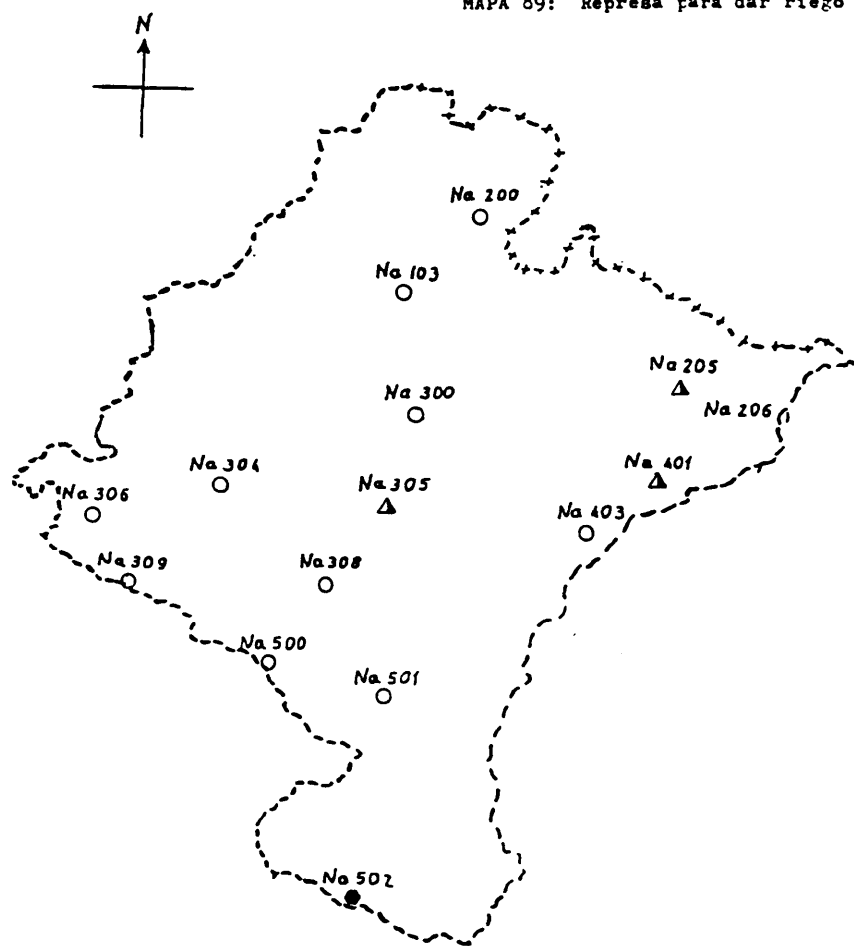 MAPA 89: Represa para dar riego
N
Na 200
Na 103
Na 205
Na 300
Na 206
Na 401
Na 304
Na 305
Na 306
Na 403
Na 309
Na 308
Na 500
Na 501
Na 502